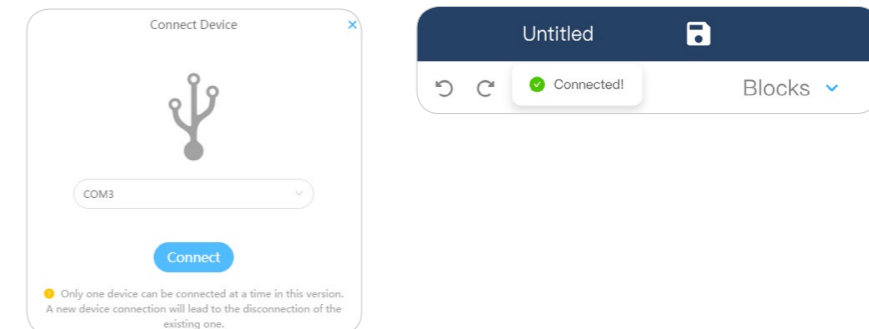 Connect Device
COM3
Connect
Only one device can be connected at a time in this version.
A new device connection will lead to the disconnection of the
existing one.
Untitled
Connected!
Blocks